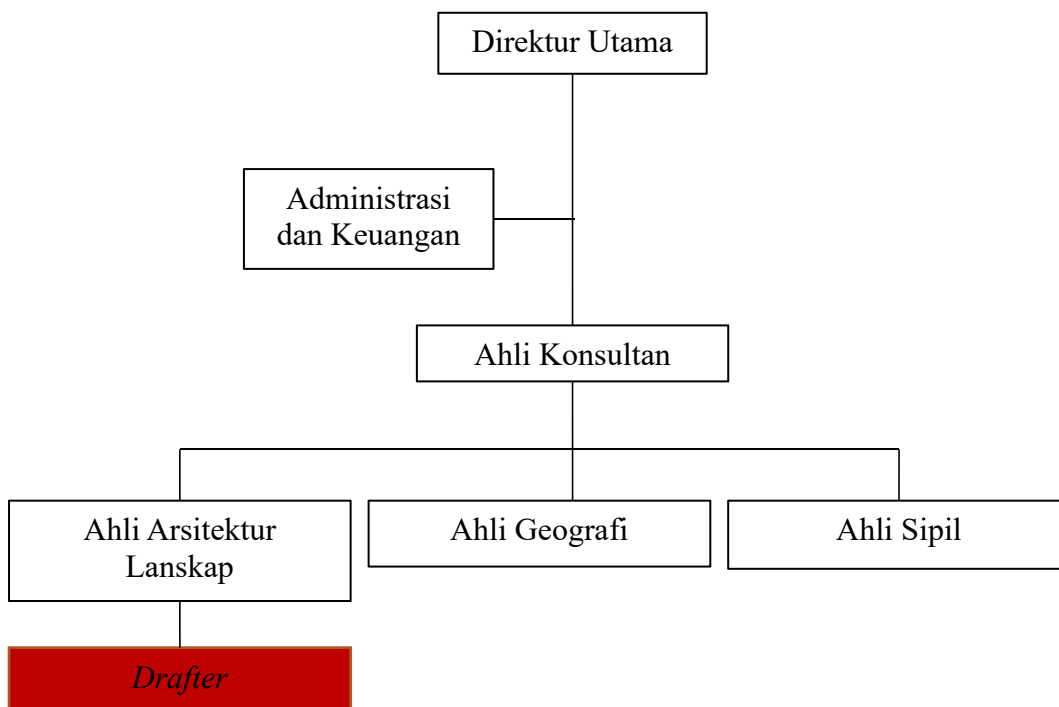 Direktur Utama
Administrasi
dan Keuangan
Ahli Konsultan
Ahli Arsitektur
Lanskap
Ahli Geografi
Ahli Sipil
Drafter